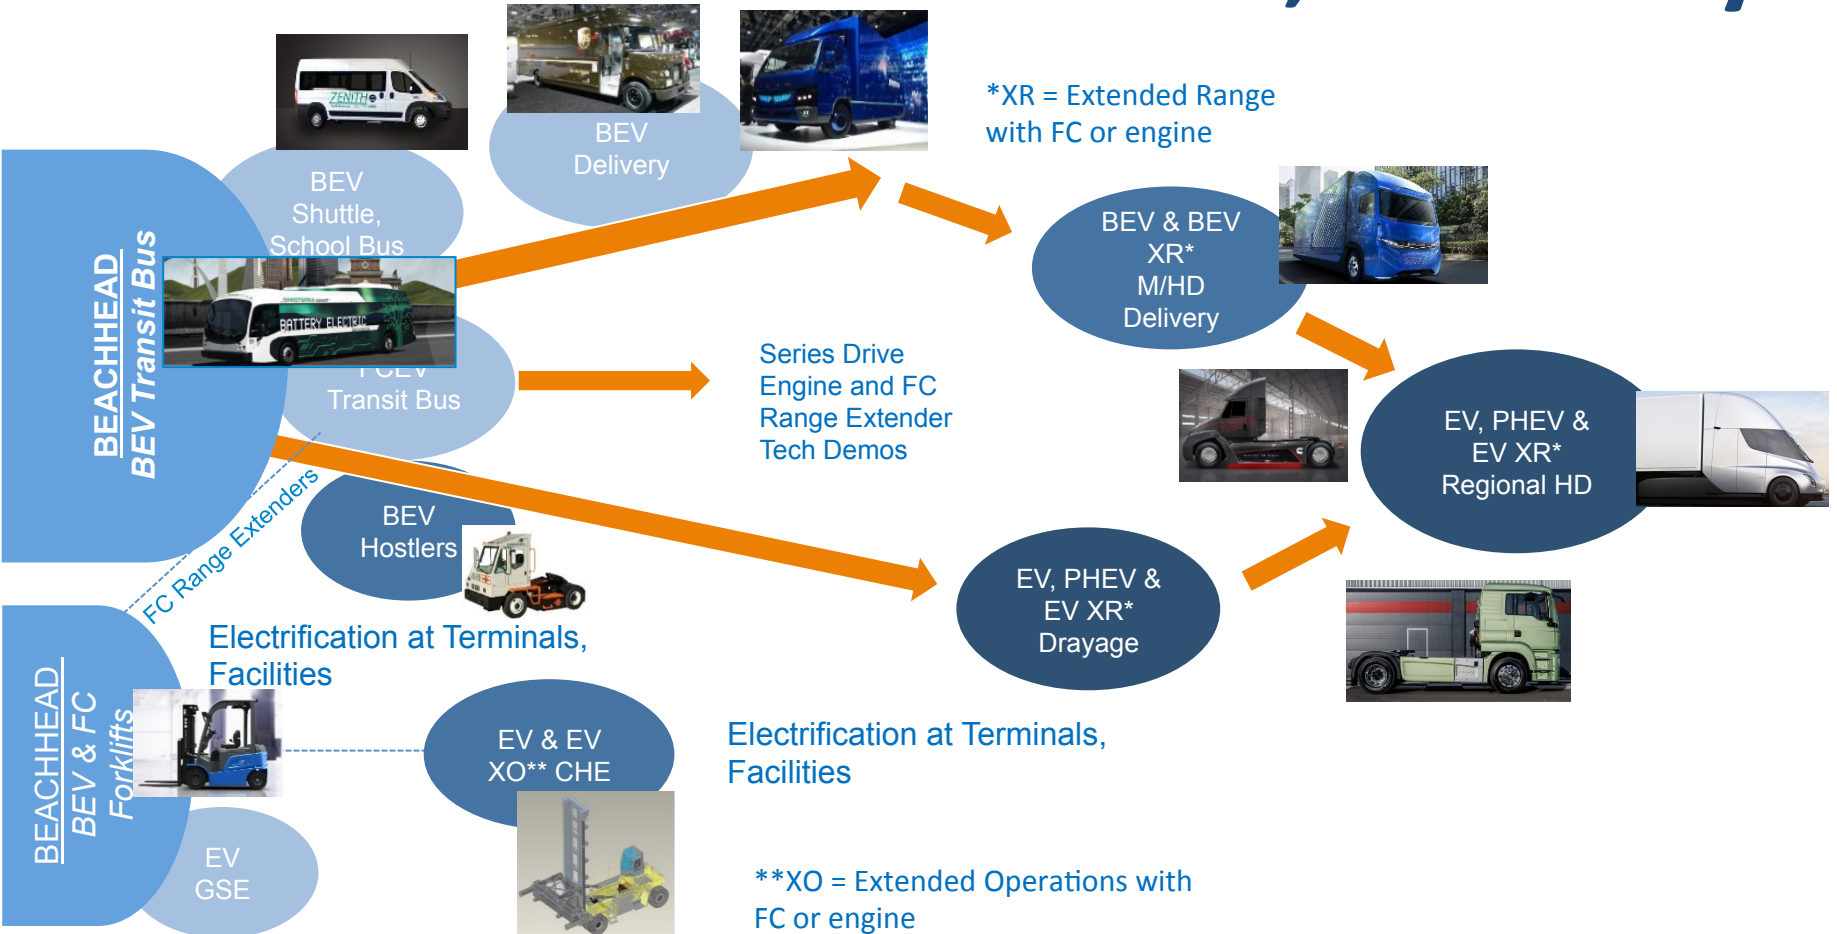 *XR = Extended Range
with FC or engine
ZENITH
BEV
Delivery
BEV
Shuttle,
School Bus
BEV & BEV
XR*
M/HD
Delivery
BEACHHEAD
BEV Transit Bus
BATTERY ELECTRIC
FCEV
Transit Bus
Series Drive
Engine and FC
Range Extender
Tech Demos
EV, PHEV &
EV XR*
Regional HD
FC Range Extenders
BEV
Hostlers
EV, PHEV &
EV XR*
Drayage
Electrification at Terminals,
Facilities
BEACHHEAD
BEV & FC
Forklifts
EV & EV
XO** CHE
Electrification at Terminals,
Facilities
EV
GSE
**XO = Extended Operations with
FC or engine